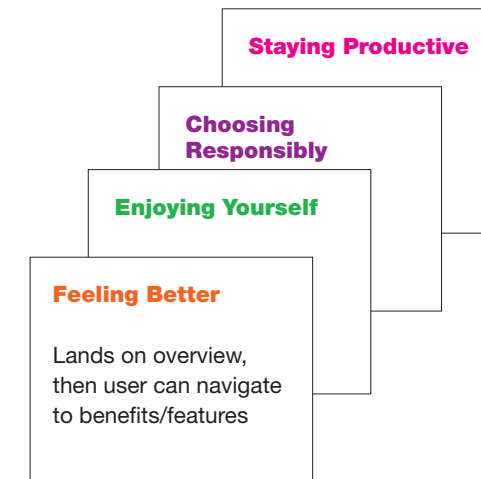 Staying Productive
Choosing
Responsibly
Enjoying Yourself
Feeling Better
Lands on overview,
then user can navigate
to benefits/features